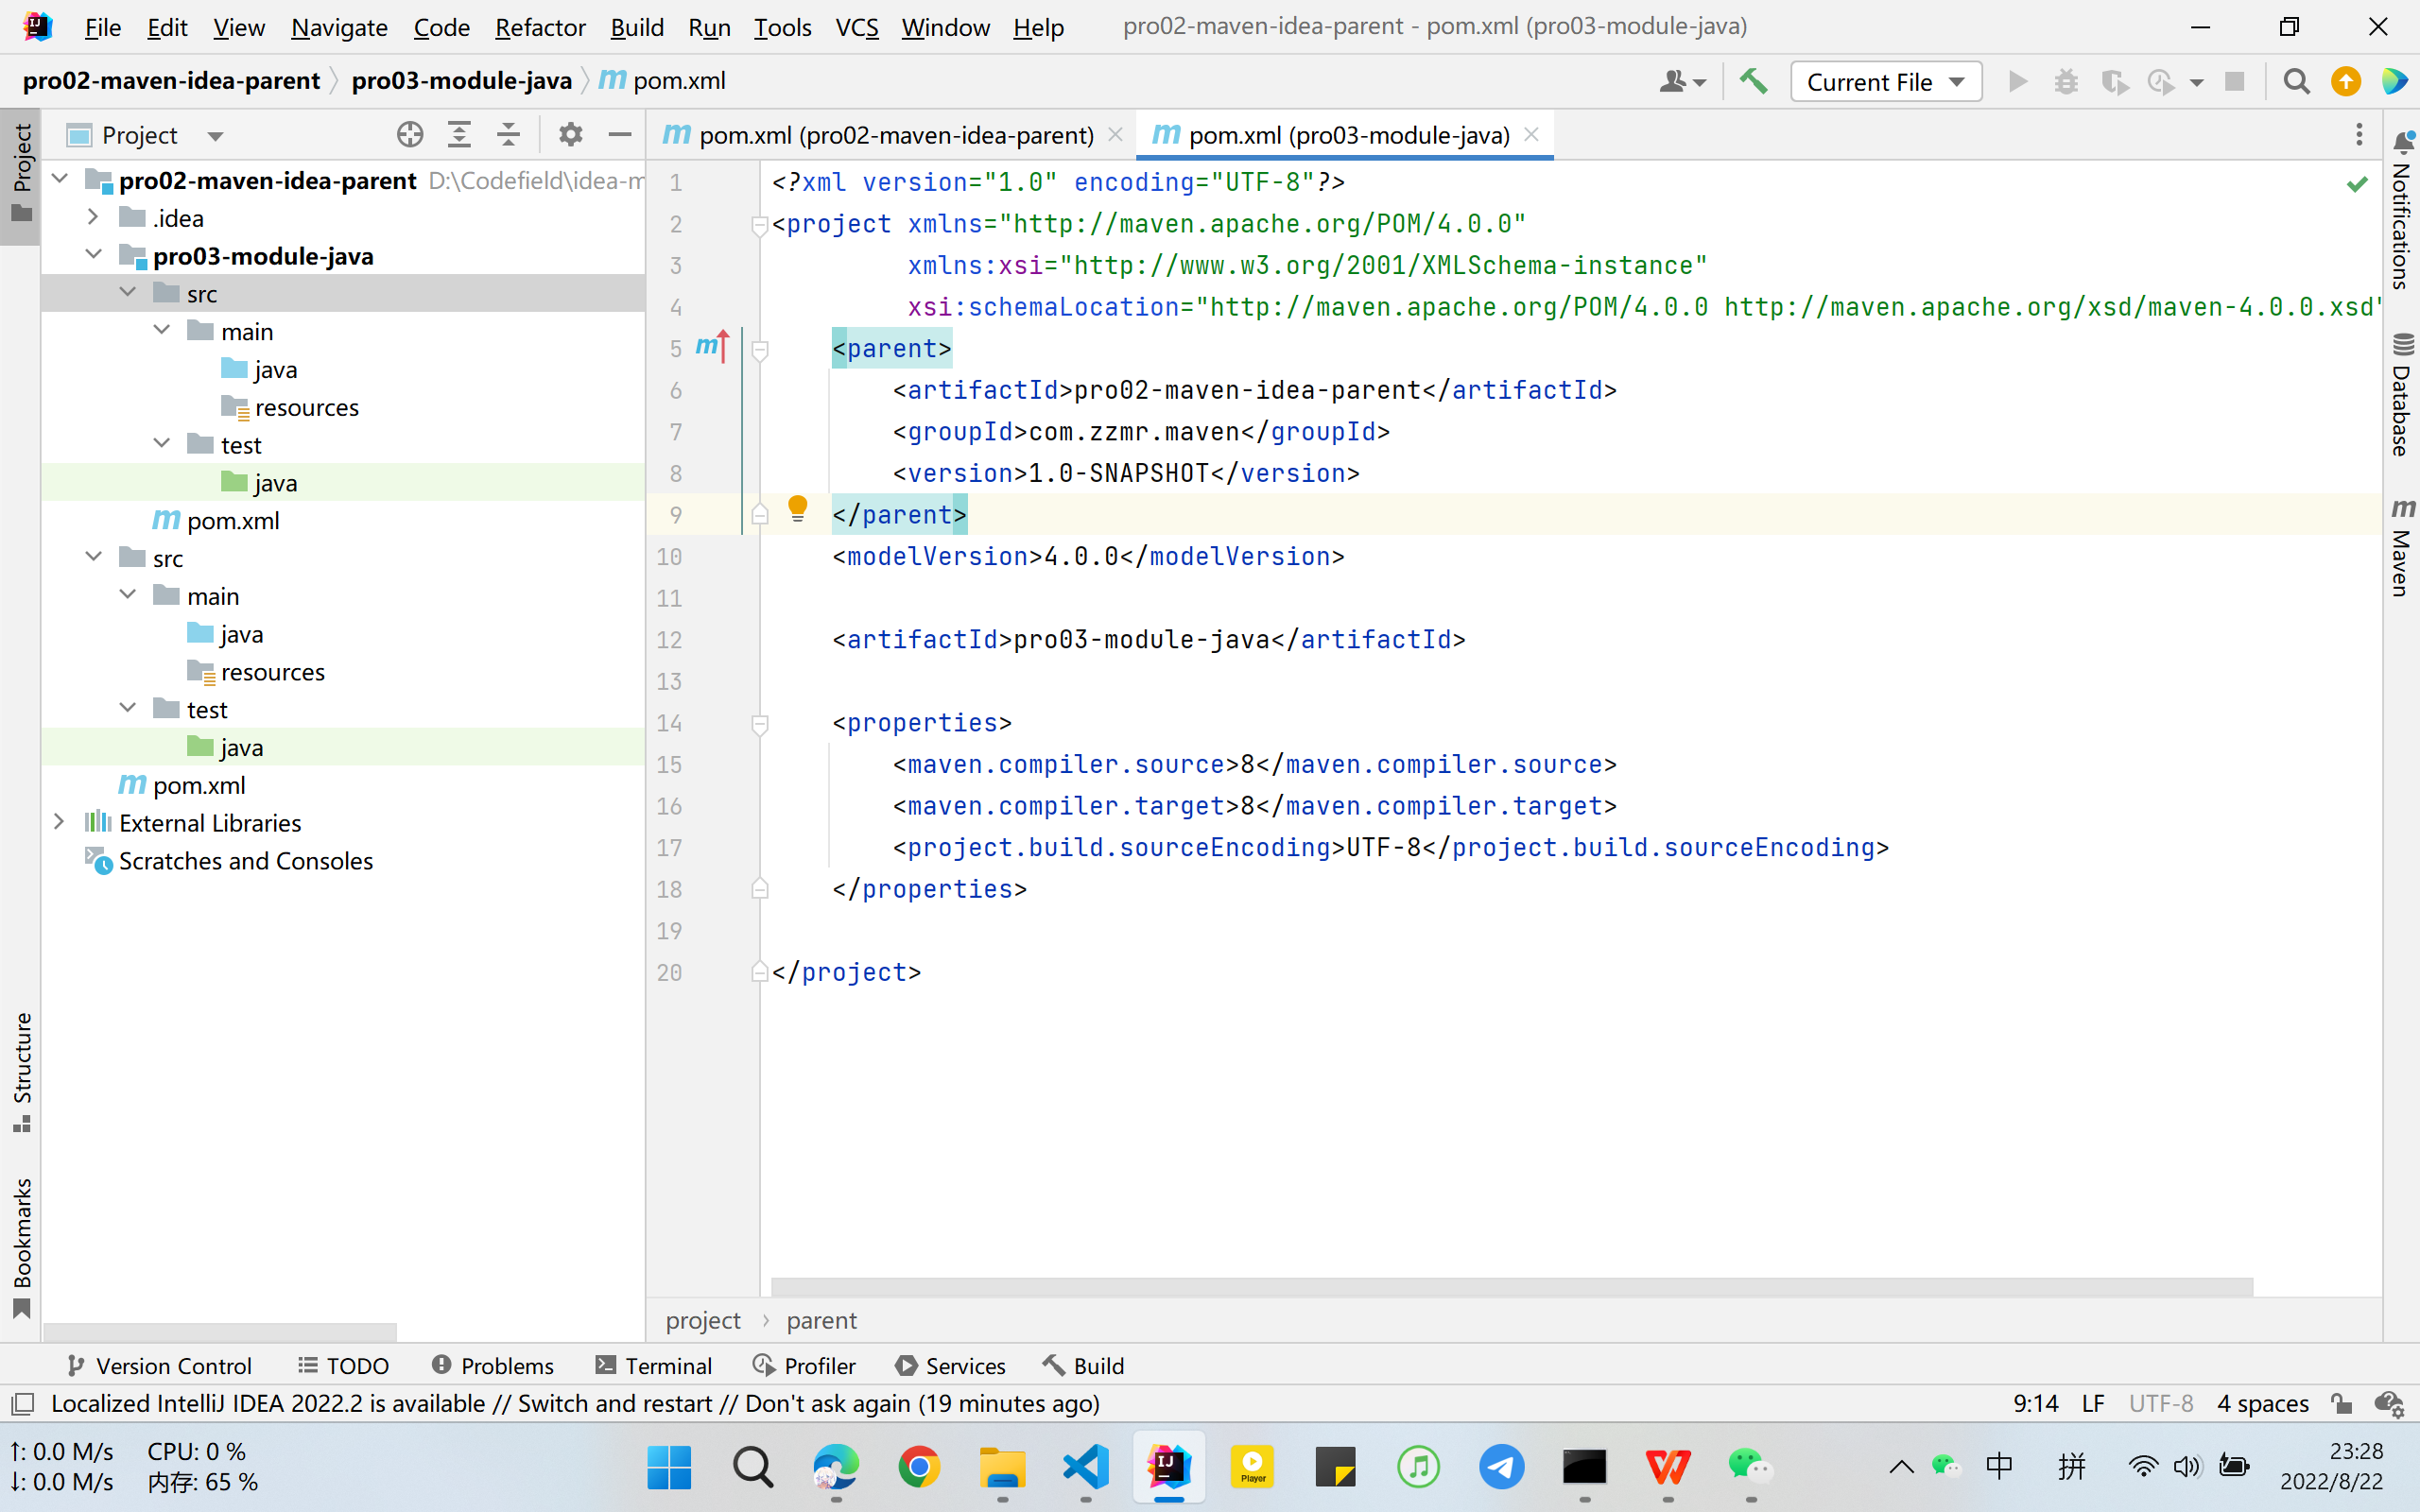 File Edit View Navigate Code Refactor Build Run Tools VCS Window Help pro02-maven-idea-parent - pom.xml (pro03-module-java)
pro02-maven-idea-parent pro03-module-java pom.xml Current File
Project
Project
pom.xml (pro02-maven-idea-parent) pom.xml (pro03-module-java)
pro02-maven-idea-parent D:\Codefield\idea-m
.idea
pro03-module-java
src
main
java
resources
test
java
pom.xml
src
main
java
resources
test
java
pom.xml
External Libraries
Scratches and Consoles
Structure
Bookmarks
1 <?xml version="1.0" encoding="UTF-8"?>
2 <project xmlns="http://maven.apache.org/POM/4.0.0"
3 xmlns:xsi="http://www.w3.org/2001/XMLSchema-instance"
4 xsi:schemaLocation="http://maven.apache.org/POM/4.0.0 http://maven.apache.org/xsd/maven-4.0.0.xsd"
5 <parent>
6 <artifactId>pro02-maven-idea-parent</artifactId>
7 <groupId>com.zzmr.maven</groupId>
8 <version>1.0-SNAPSHOT</version>
9 </parent>
10 <modelVersion>4.0.0</modelVersion>
11
12 <artifactId>pro03-module-java</artifactId>
13
14 <properties>
15 <maven.compiler.source>8</maven.compiler.source>
16 <maven.compiler.target>8</maven.compiler.target>
17 <project.build.sourceEncoding>UTF-8</project.build.sourceEncoding>
18 </properties>
19
20 </project>
Notifications
Database
Maven
project › parent
Version Control TODO Problems Terminal Profiler Services Build
Localized IntelliJ IDEA 2022.2 is available // Switch and restart // Don't ask again (19 minutes ago) 9:14 LF UTF-8 4 spaces
↑: 0.0 M/s CPU: 0 %
↓: 0.0 M/s 内存: 65 %
Player
中 拼
23:28
2022/8/22